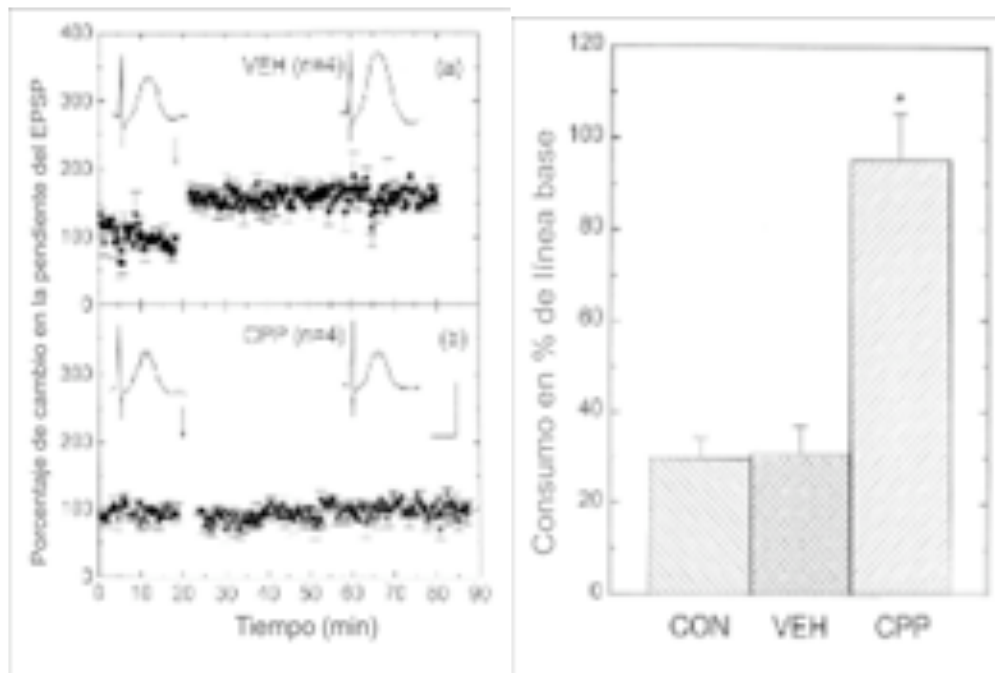 Porcentaje de cambio en la pendiente del EPSP
400
300
200
100
0
VEH (n=4)
(a)
300
200
100
0
CPP (n=4)
0 10 20 30 40 50 60 70 80 90
Tiempo (min)
Consumo en % de línea base
120
100
80
60
40
20
0
*
CON VEH CPP